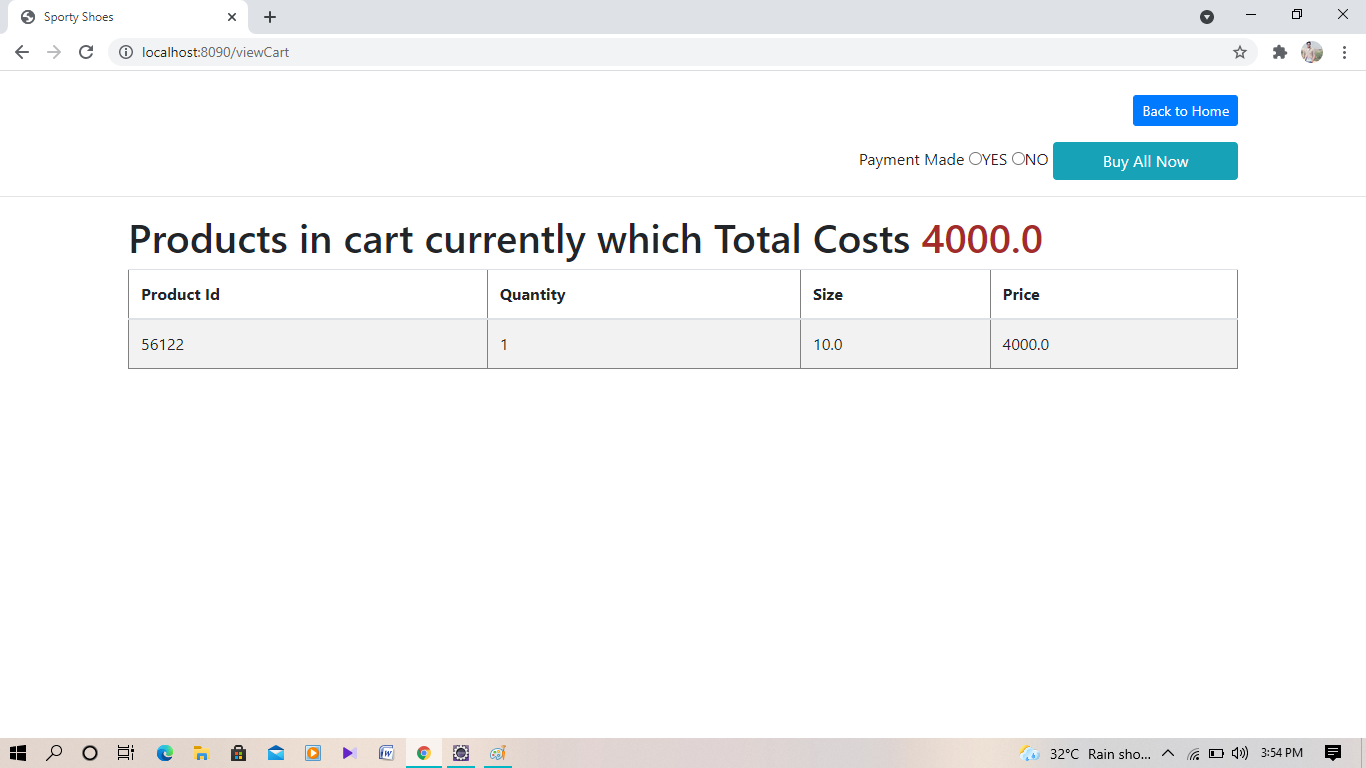 Sporty Shoes
localhost:8090/viewCart
Back to Home
Payment Made YES NO Buy All Now
Products in cart currently which Total Costs 4000.0
Product Id Quantity Size Price
56122 1 10.0 4000.0
32°C Rain sho... 3:54 PM